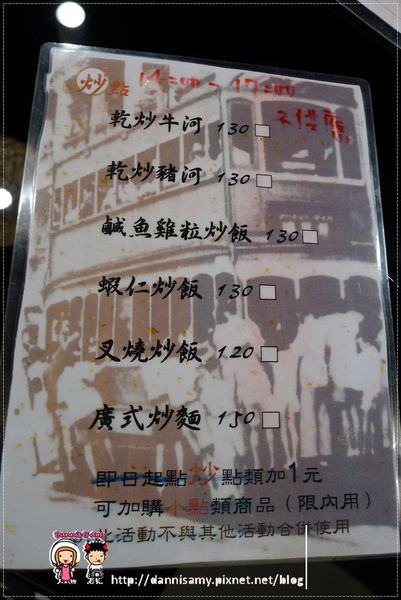 炒點 14:00-17:00
不供應
乾炒牛河 130
乾炒豬河 130
鹹魚雞粒炒飯 130
蝦仁炒飯 130
叉燒炒飯 120
廣式炒麵 150
即日起點炒點類加1元
可加購小點類商品（限內用）
此活動不與其他活動合併使用
http://dannisamy.pixnet.net/blog